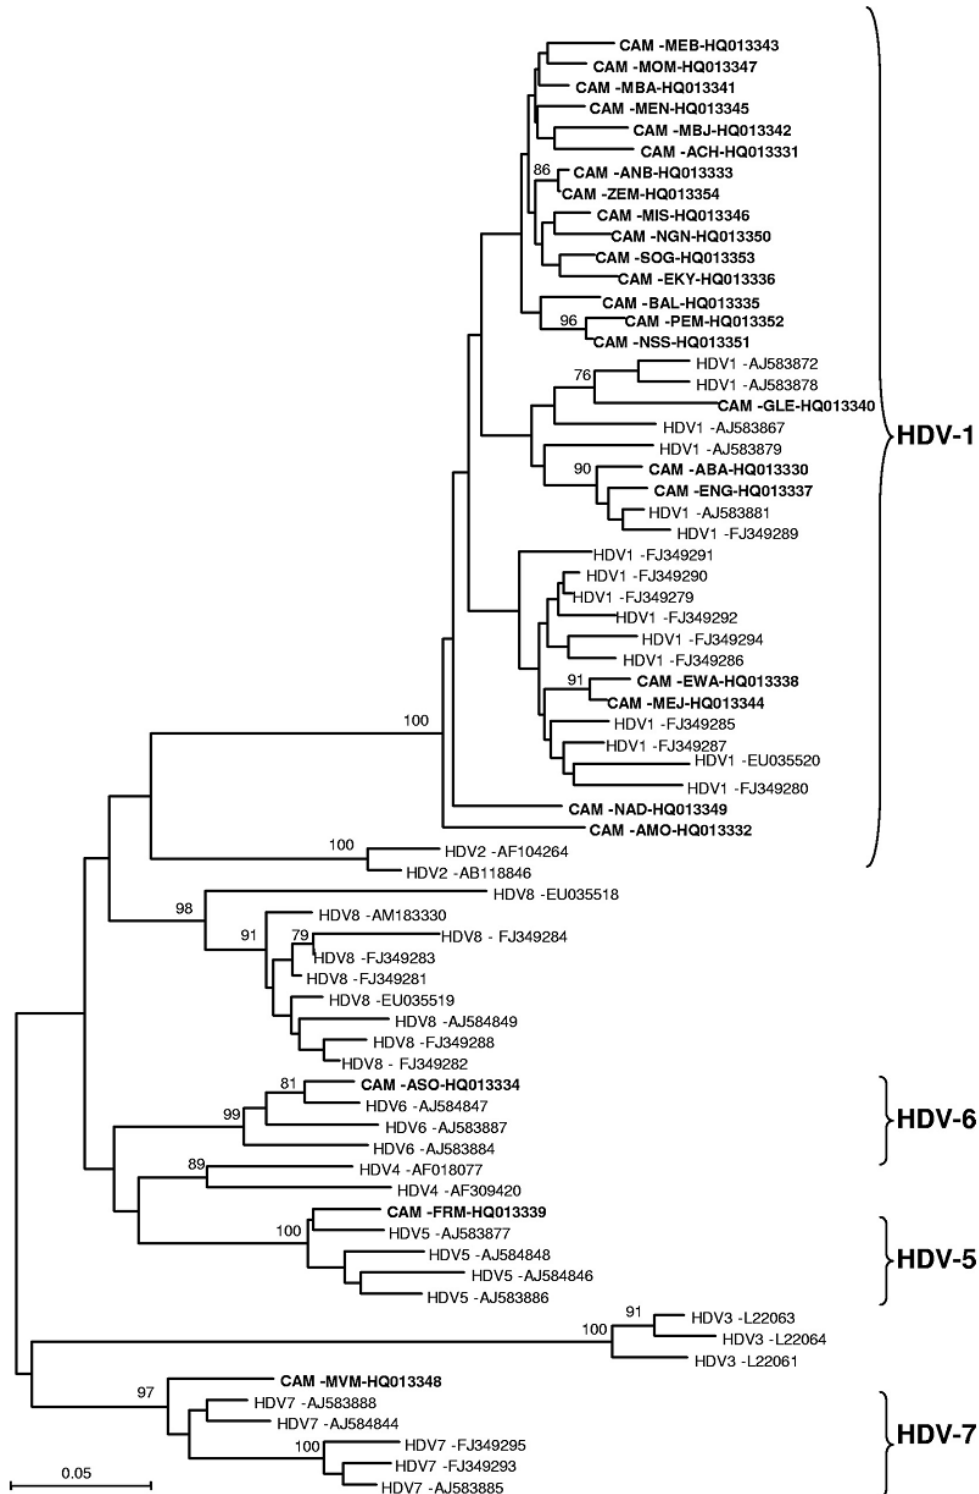 CAM -MEB-HQ013343
CAM -MOM-HQ013347
CAM -MBA-HQ013341
CAM -MEN-HQ013345
CAM -MBJ-HQ013342
CAM -ACH-HQ013331
86
CAM -ANB-HQ013333
CAM -ZEM-HQ013354
CAM -MIS-HQ013346
CAM -NGN-HQ013350
CAM -SOG-HQ013353
CAM -EKY-HQ013336
CAM -BAL-HQ013335
96
CAM -PEM-HQ013352
CAM -NSS-HQ013351
HDV1 -AJ583872
76
HDV1 -AJ583878
CAM -GLE-HQ013340
HDV1 -AJ583867
HDV-1
HDV1 -AJ583879
90
CAM -ABA-HQ013330
CAM -ENG-HQ013337
HDV1 -AJ583881
HDV1 -FJ349289
HDV1 -FJ349291
HDV1 -FJ349290
HDV1 -FJ349279
HDV1 -FJ349292
HDV1 -FJ349294
HDV1 -FJ349286
91
CAM -EWA-HQ013338
CAM -MEJ-HQ013344
100
HDV1 -FJ349285
HDV1 -FJ349287
HDV1 -EU035520
HDV1 -FJ349280
CAM -NAD-HQ013349
CAM -AMO-HQ013332
100
HDV2 -AF104264
HDV2 -AB118846
HDV8 -EU035518
98
HDV8 -AM183330
91
79
HDV8 - FJ349284
HDV8 -FJ349283
HDV8 -FJ349281
HDV8 -EU035519
HDV8 -AJ584849
HDV8 -FJ349288
HDV8 - FJ349282
81
CAM -ASO-HQ013334
99
HDV6 -AJ584847
HDV-6
HDV6 -AJ583887
HDV6 -AJ583884
89
HDV4 -AF018077
HDV4 -AF309420
CAM -FRM-HQ013339
100
HDV5 -AJ583877
HDV5 -AJ584848
HDV-5
HDV5 -AJ584846
HDV5 -AJ583886
91
HDV3 -L22063
100
HDV3 -L22064
HDV3 -L22061
CAM -MVM-HQ013348
97
HDV7 -AJ583888
HDV7 -AJ584844
HDV-7
100
HDV7 -FJ349295
HDV7 -FJ349293
0.05
HDV7 -AJ583885